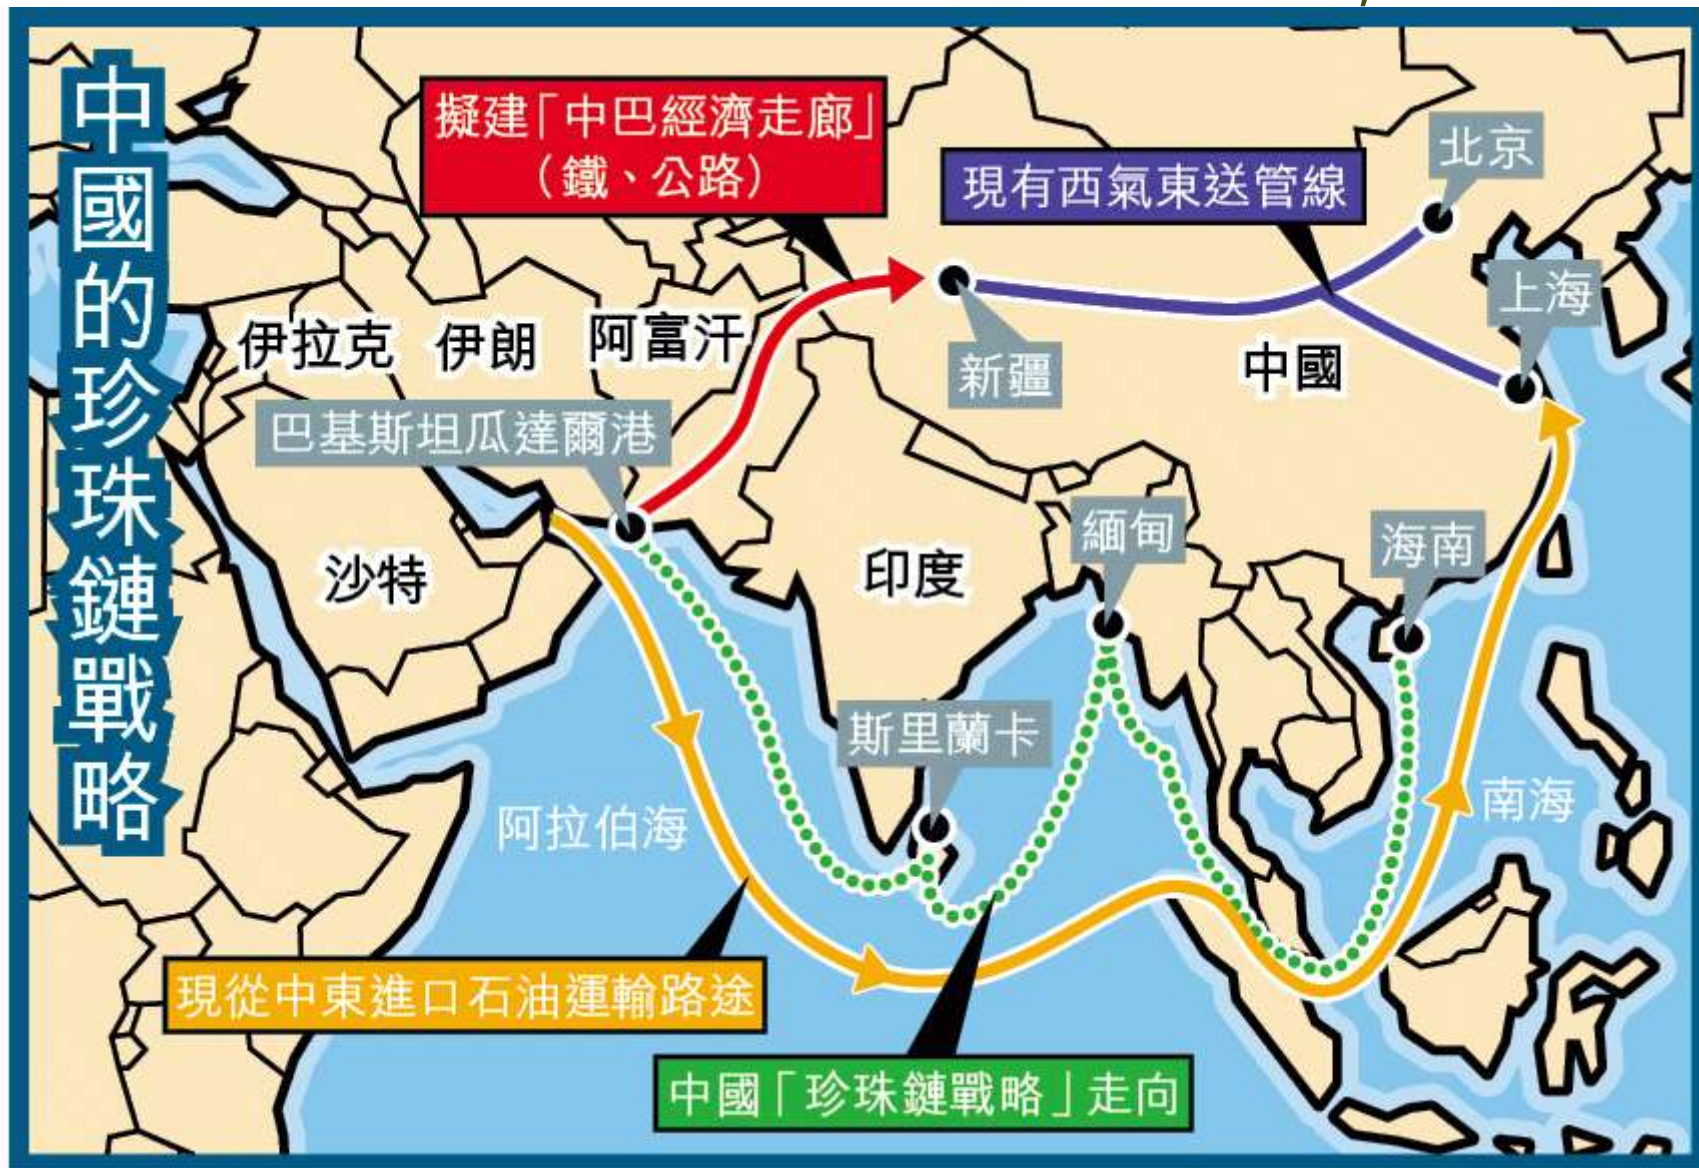 中國的珍珠鏈戰略
擬建「中巴經濟走廊」
（鐵、公路）
現有西氣東送管線
北京
上海
伊拉克
伊朗
阿富汗
新疆
中國
巴基斯坦瓜達爾港
沙特
印度
緬甸
海南
斯里蘭卡
阿拉伯海
南海
現從中東進口石油運輸路途
中國「珍珠鏈戰略」走向